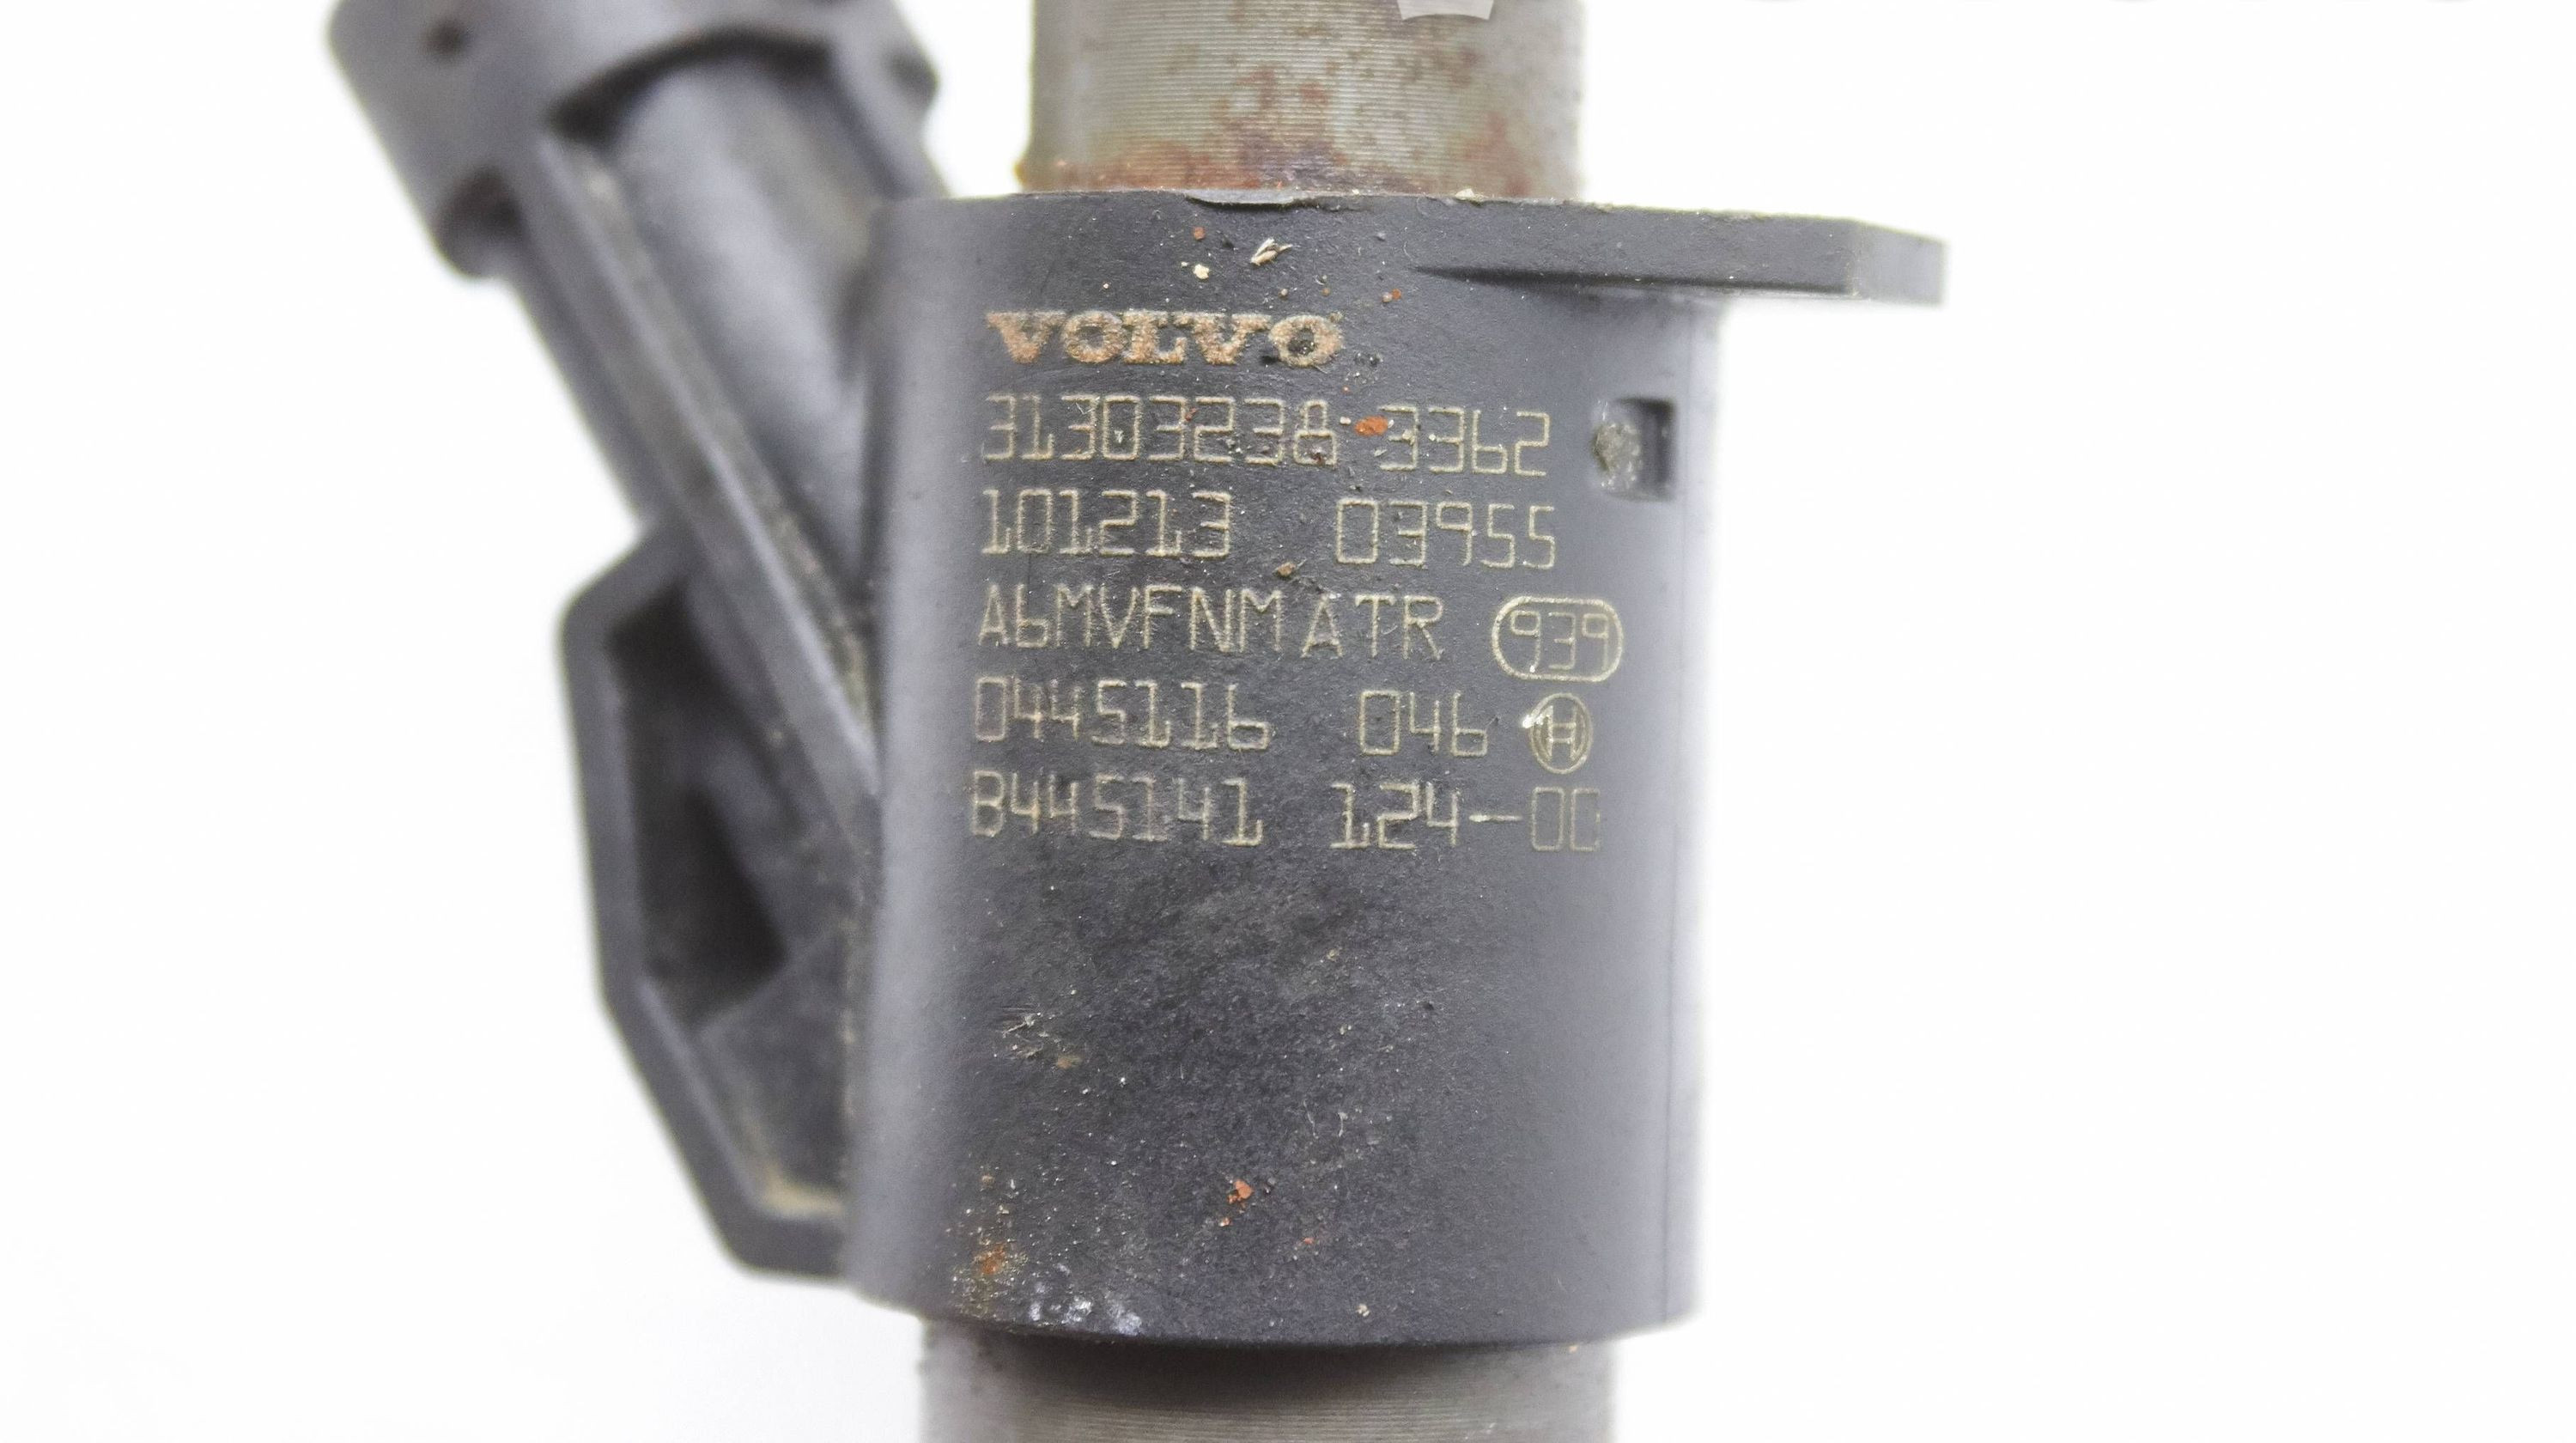 VOLVO
31303238 3362
101213 03955
A6MVFNMATR 939
0445116 046 H
B445141 124-00